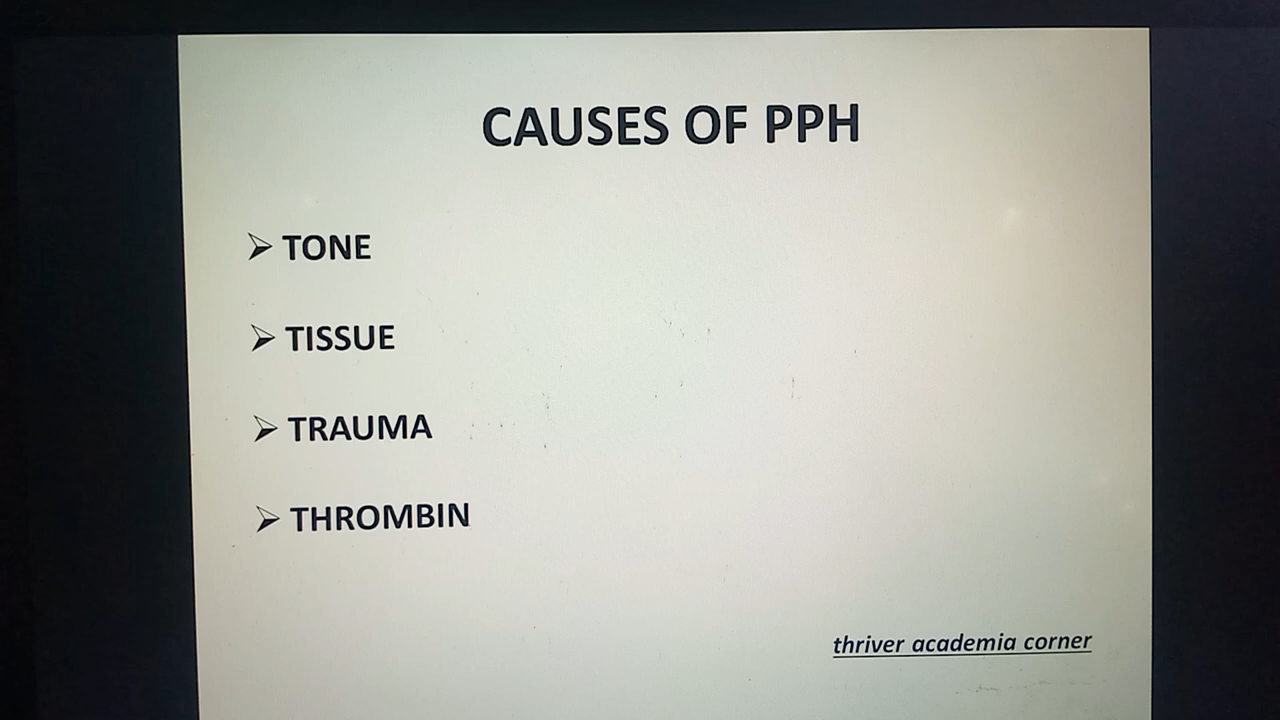 CAUSES OF PPH
➢ TONE
➢ TISSUE
➢ TRAUMA
➢ THROMBIN
thriver academia corner